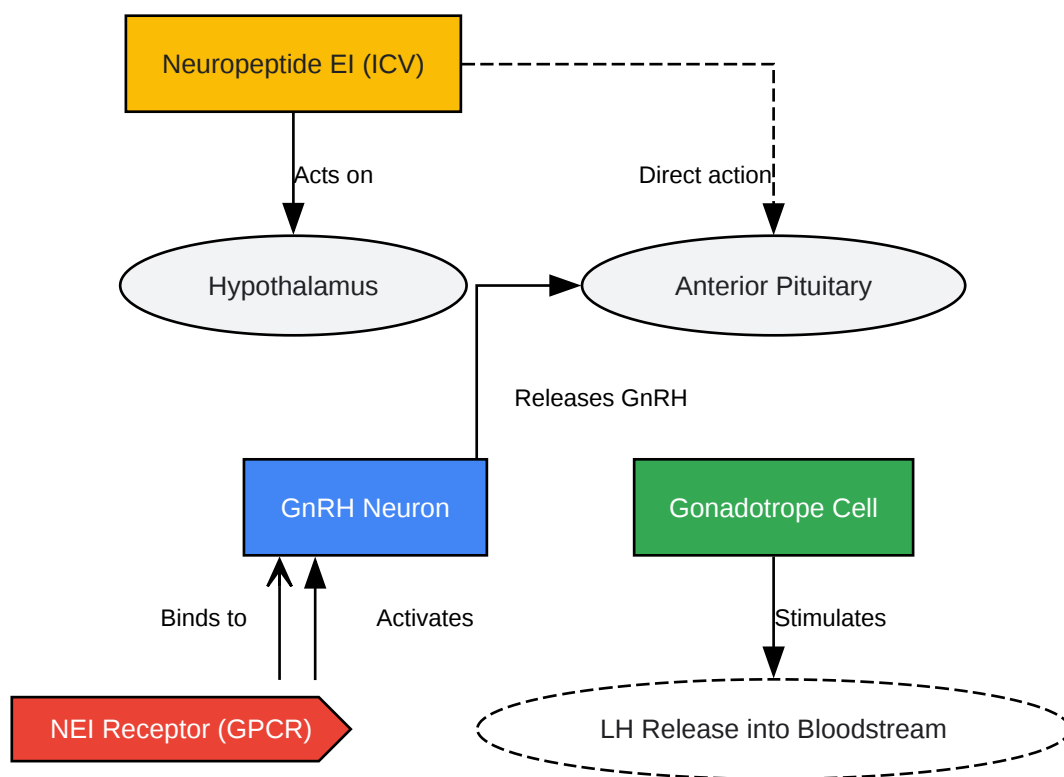 Neuropeptide EI (ICV)
Acts on
Direct action
Hypothalamus
Anterior Pituitary
Releases GnRH
GnRH Neuron
Gonadotrope Cell
Binds to
Activates
Stimulates
NEI Receptor (GPCR)
LH Release into Bloodstream